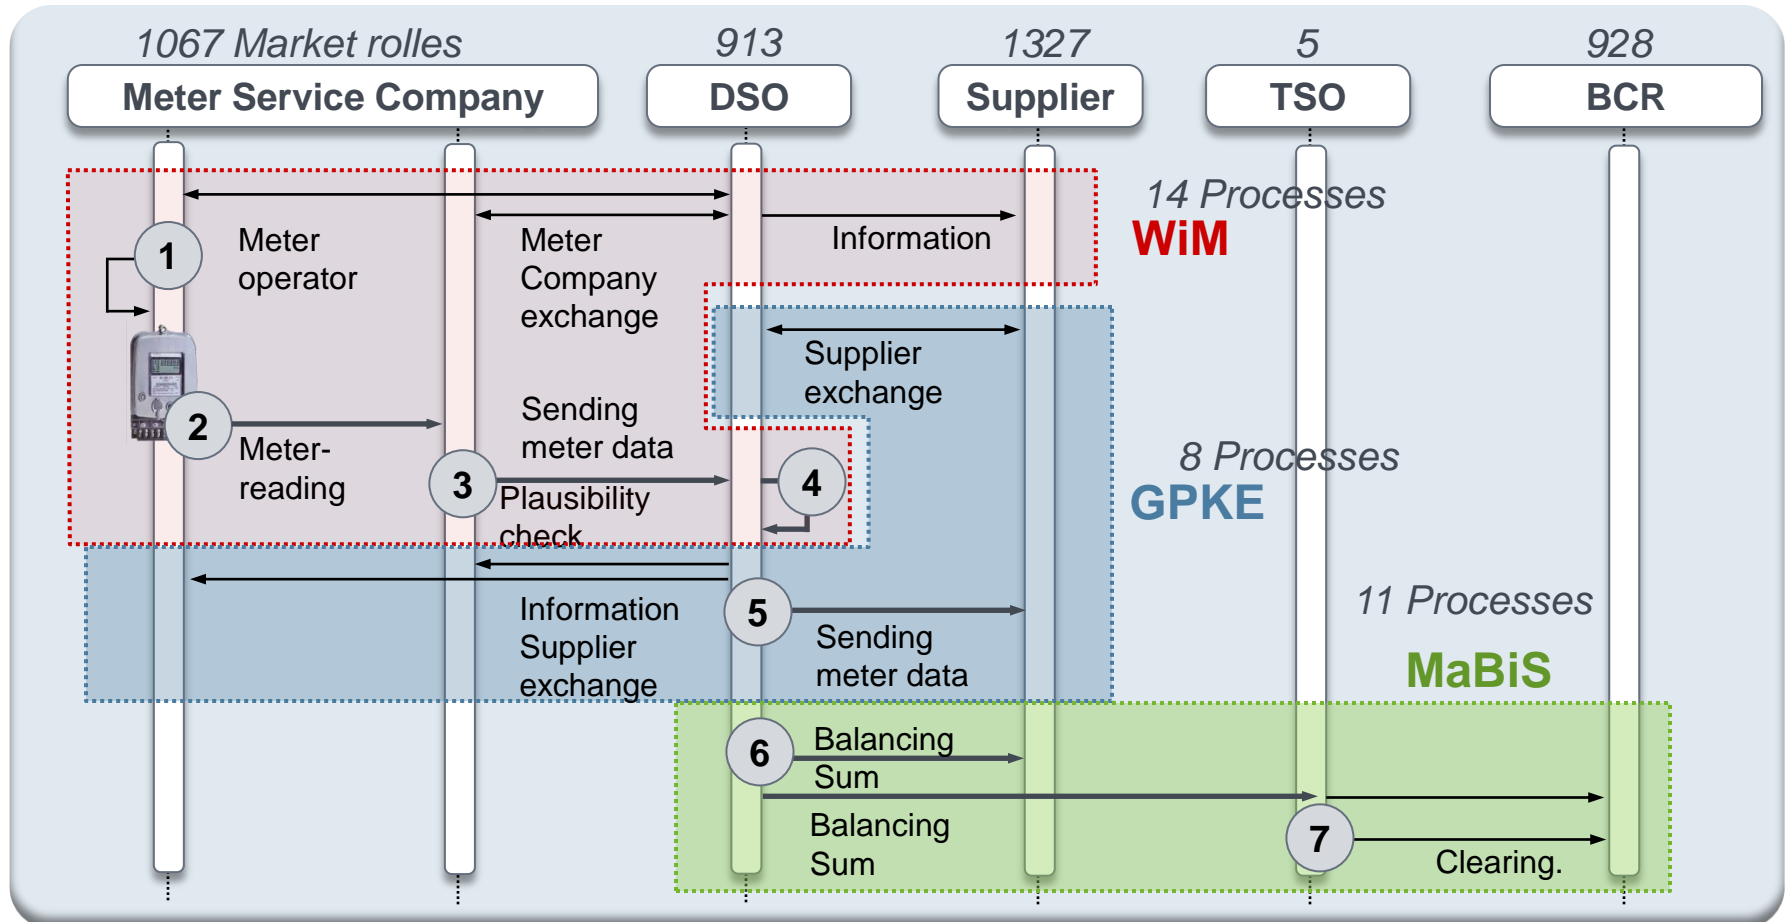 1067 Market rolles
913
1327
5
928
Meter Service Company
DSO
Supplier
TSO
BCR
14 Processes
WiM
1
Meter
operator
Meter
Company
exchange
Information
Supplier
exchange
2
Meter-
reading
Sending
meter data
3
Plausibility
check
4
8 Processes
GPKE
Information
Supplier
exchange
5
Sending
meter data
11 Processes
MaBiS
6
Balancing
Sum
Balancing
Sum
7
Clearing.